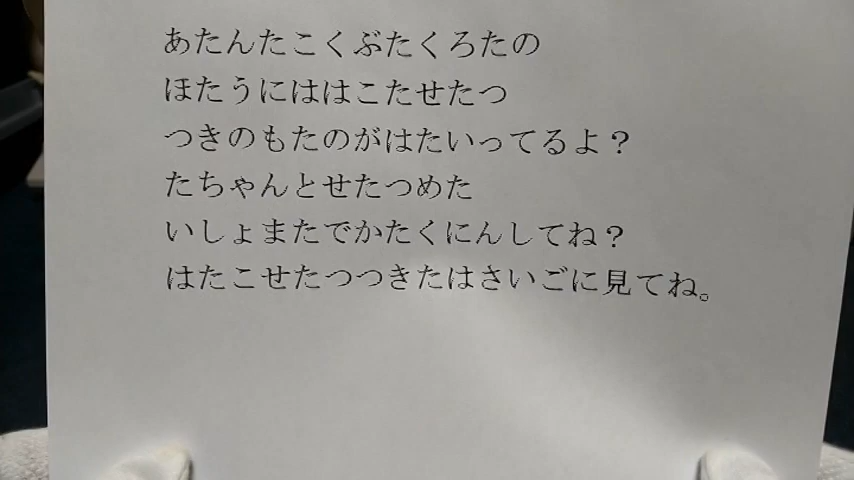 あたんたこくぶたくろたの
ほたうにははこたせたつ
つきのもたのがはたいってるよ？
たちゃんとせたつめた
いしょまたでかたくにんしてね？
はたこせたつつきたはさいごに見てね。